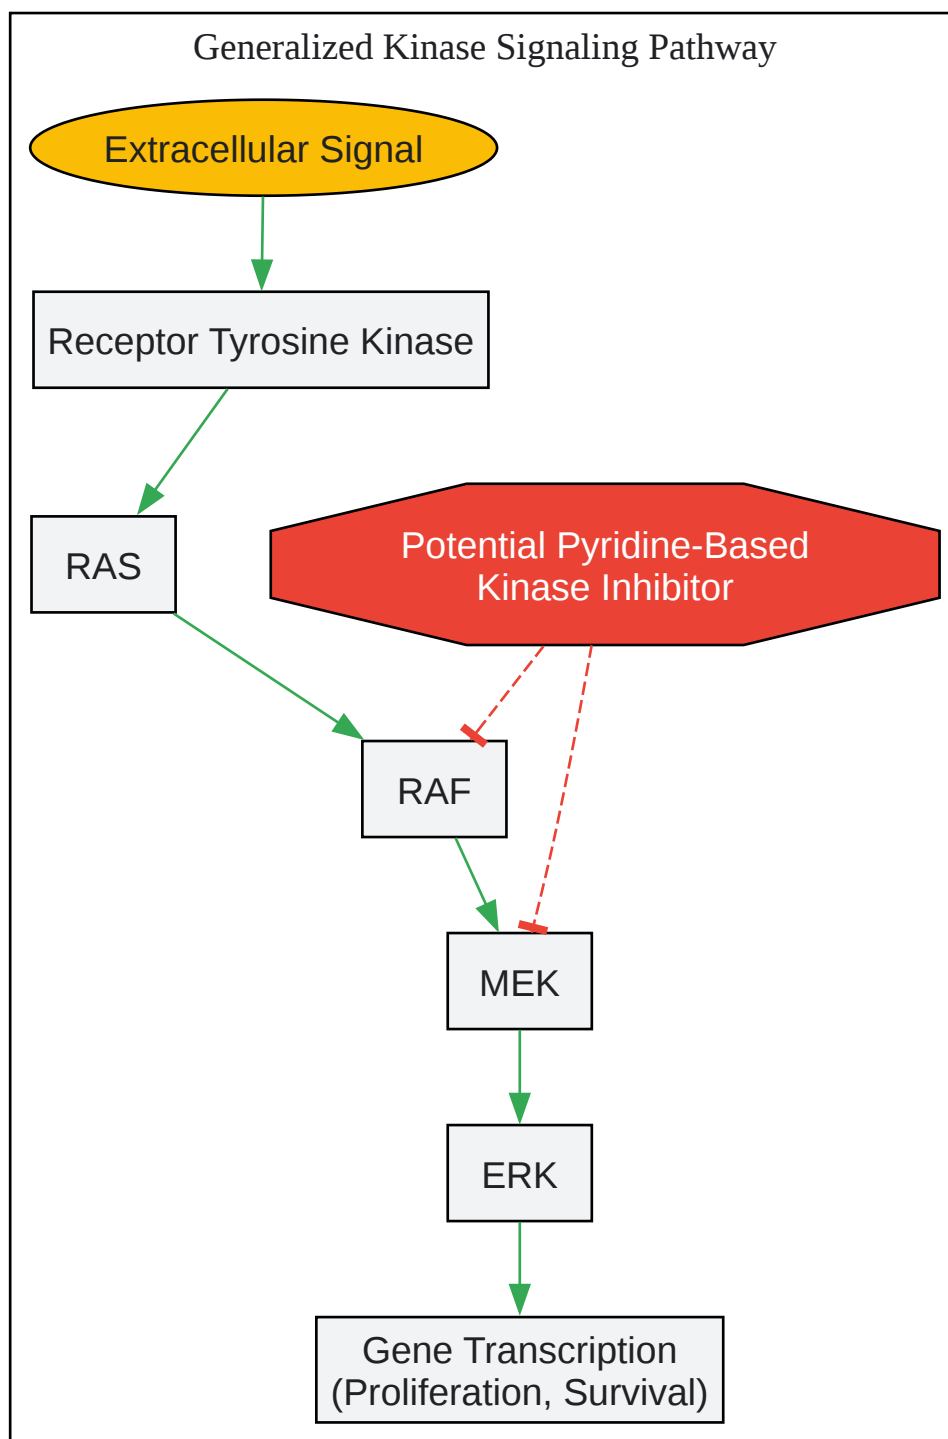 Generalized Kinase Signaling Pathway
Extracellular Signal
Receptor Tyrosine Kinase
RAS
Potential Pyridine-Based
Kinase Inhibitor
RAF
MEK
ERK
Gene Transcription
(Proliferation, Survival)